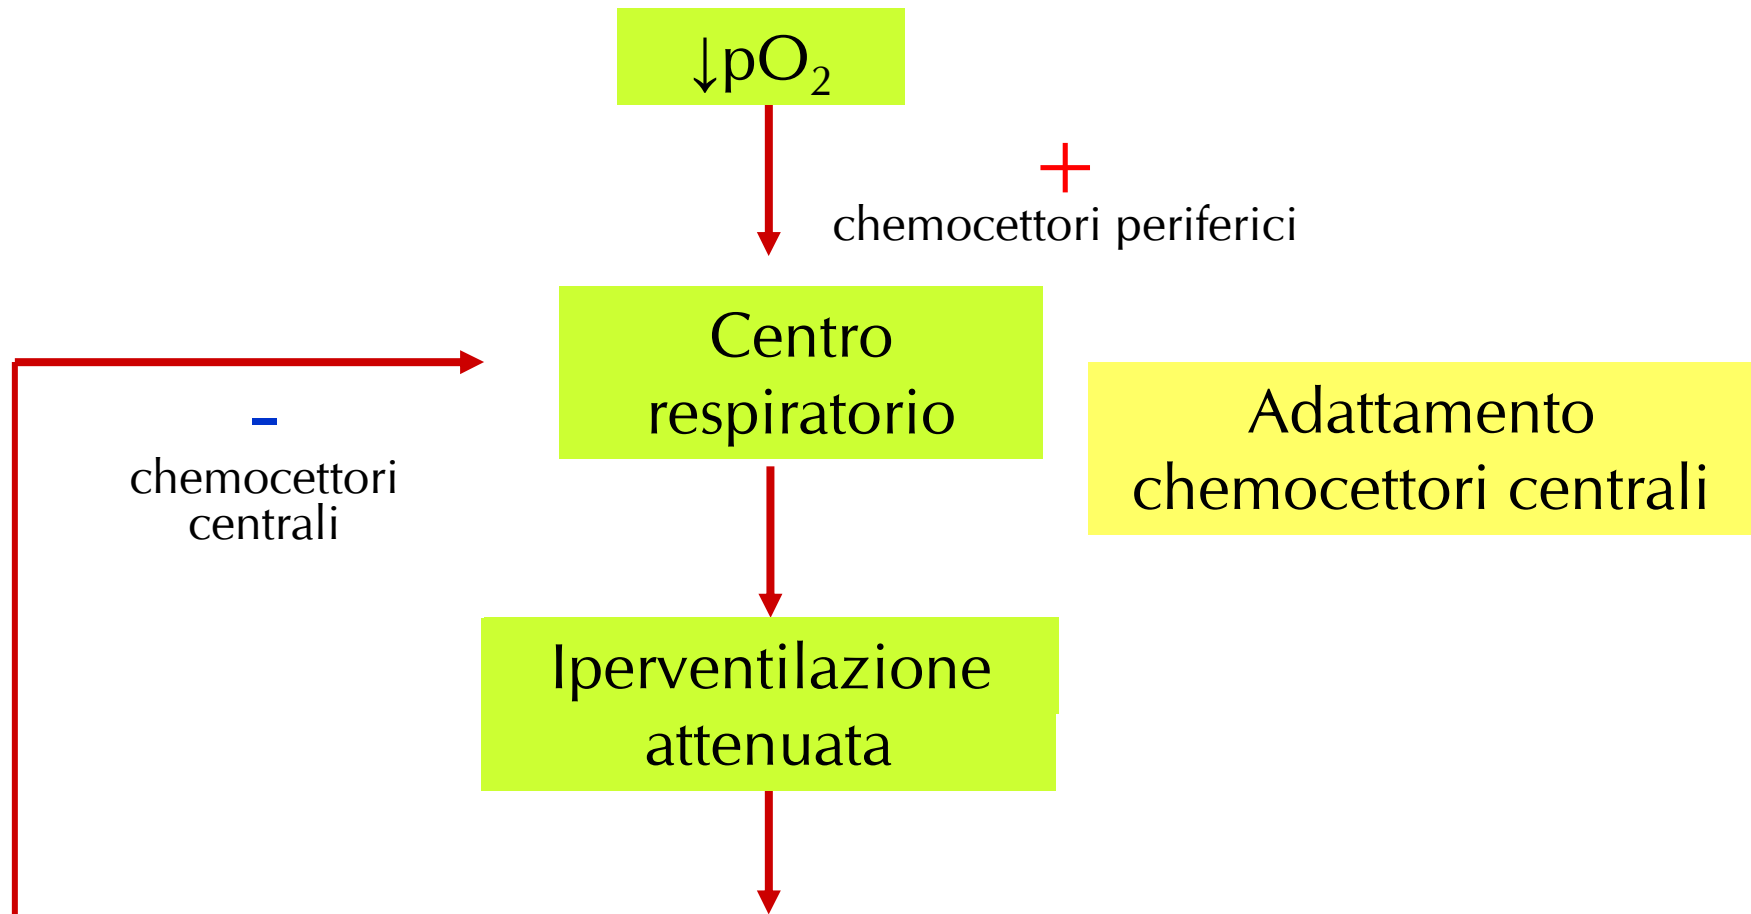 ↓pO₂
+
chemocettori periferici
Centro
respiratorio
-
chemocettori
centrali
Adattamento
chemocettori centrali
Iperventilazione
attenuata